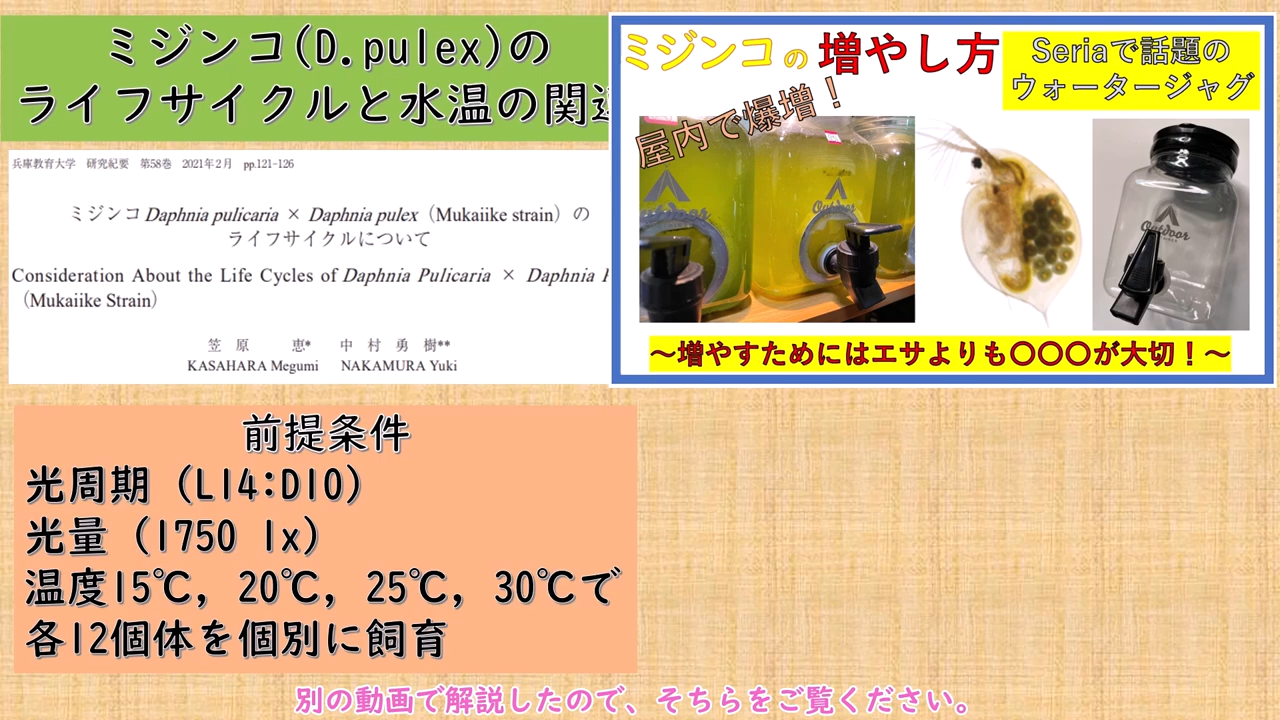 ミジンコ(D.pulex)の
ライフサイクルと水温の関連
兵庫教育大学 研究紀要 第58巻 2021年2月 pp.121-126
ミジンコ Daphnia pulicaria × Daphnia pulex（Mukaiike strain）の
ライフサイクルについて
Consideration About the Life Cycles of Daphnia Pulicaria × Daphnia
（Mukaiike Strain）
笠原 恵* 中村勇樹**
KASAHARA Megumi NAKAMURA Yuki
ミジンコの増やし方
Seriaで話題の
ウォータージャグ
屋内で爆増！
Outdoor
Outdoor
Outdoor
～増やすためにはエサよりも〇〇〇が大切！～
前提条件
光周期（L14:D10）
光量（1750 lx）
温度15℃，20℃，25℃，30℃で
各12個体を個別に飼育
別の動画で解説したので、そちらをご覧ください。